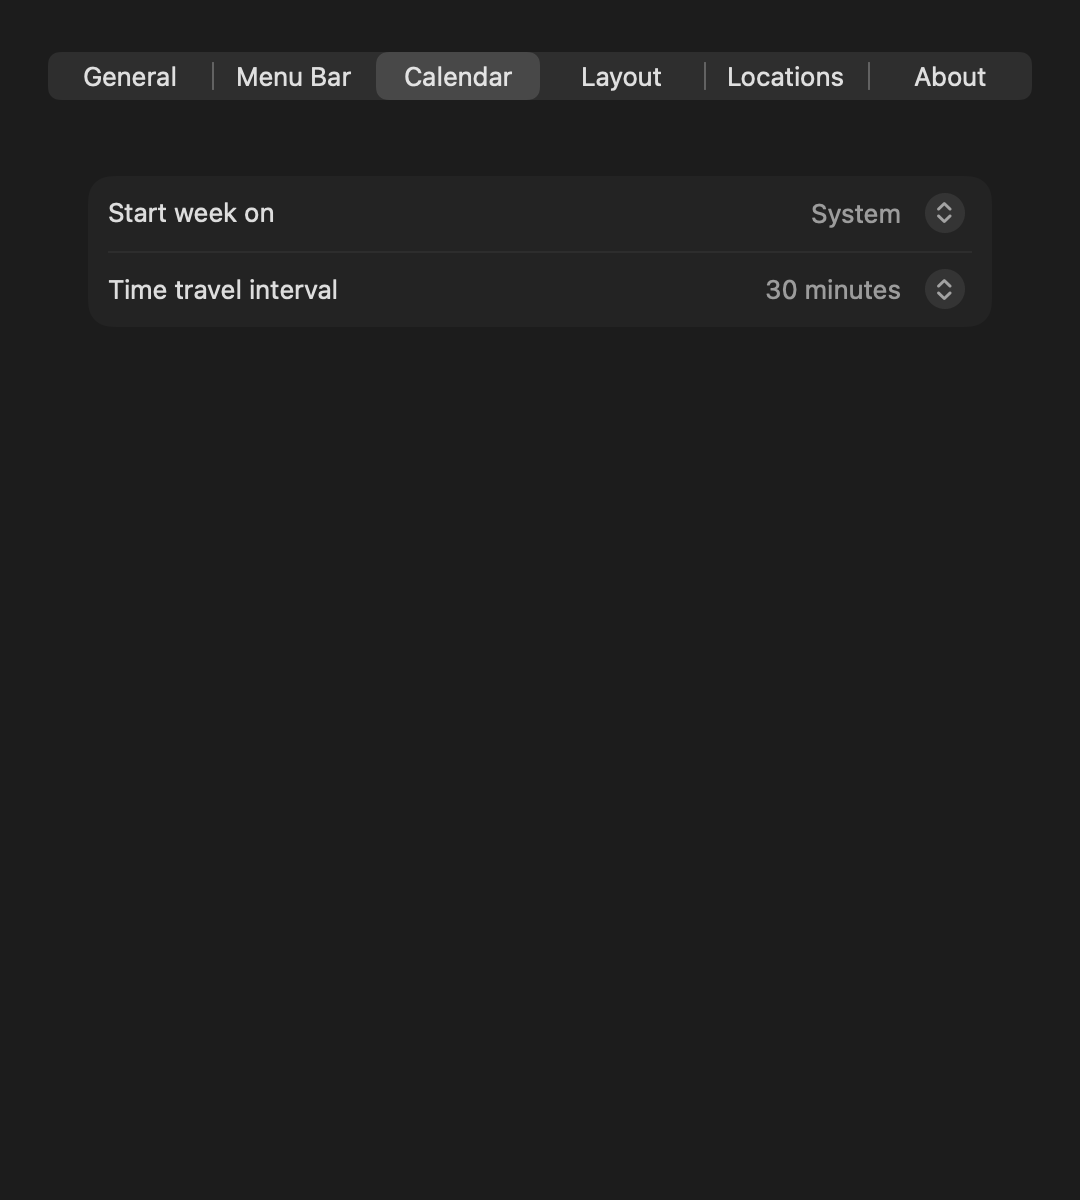 General Menu Bar Calendar Layout Locations About
Start week on System
Time travel interval 30 minutes